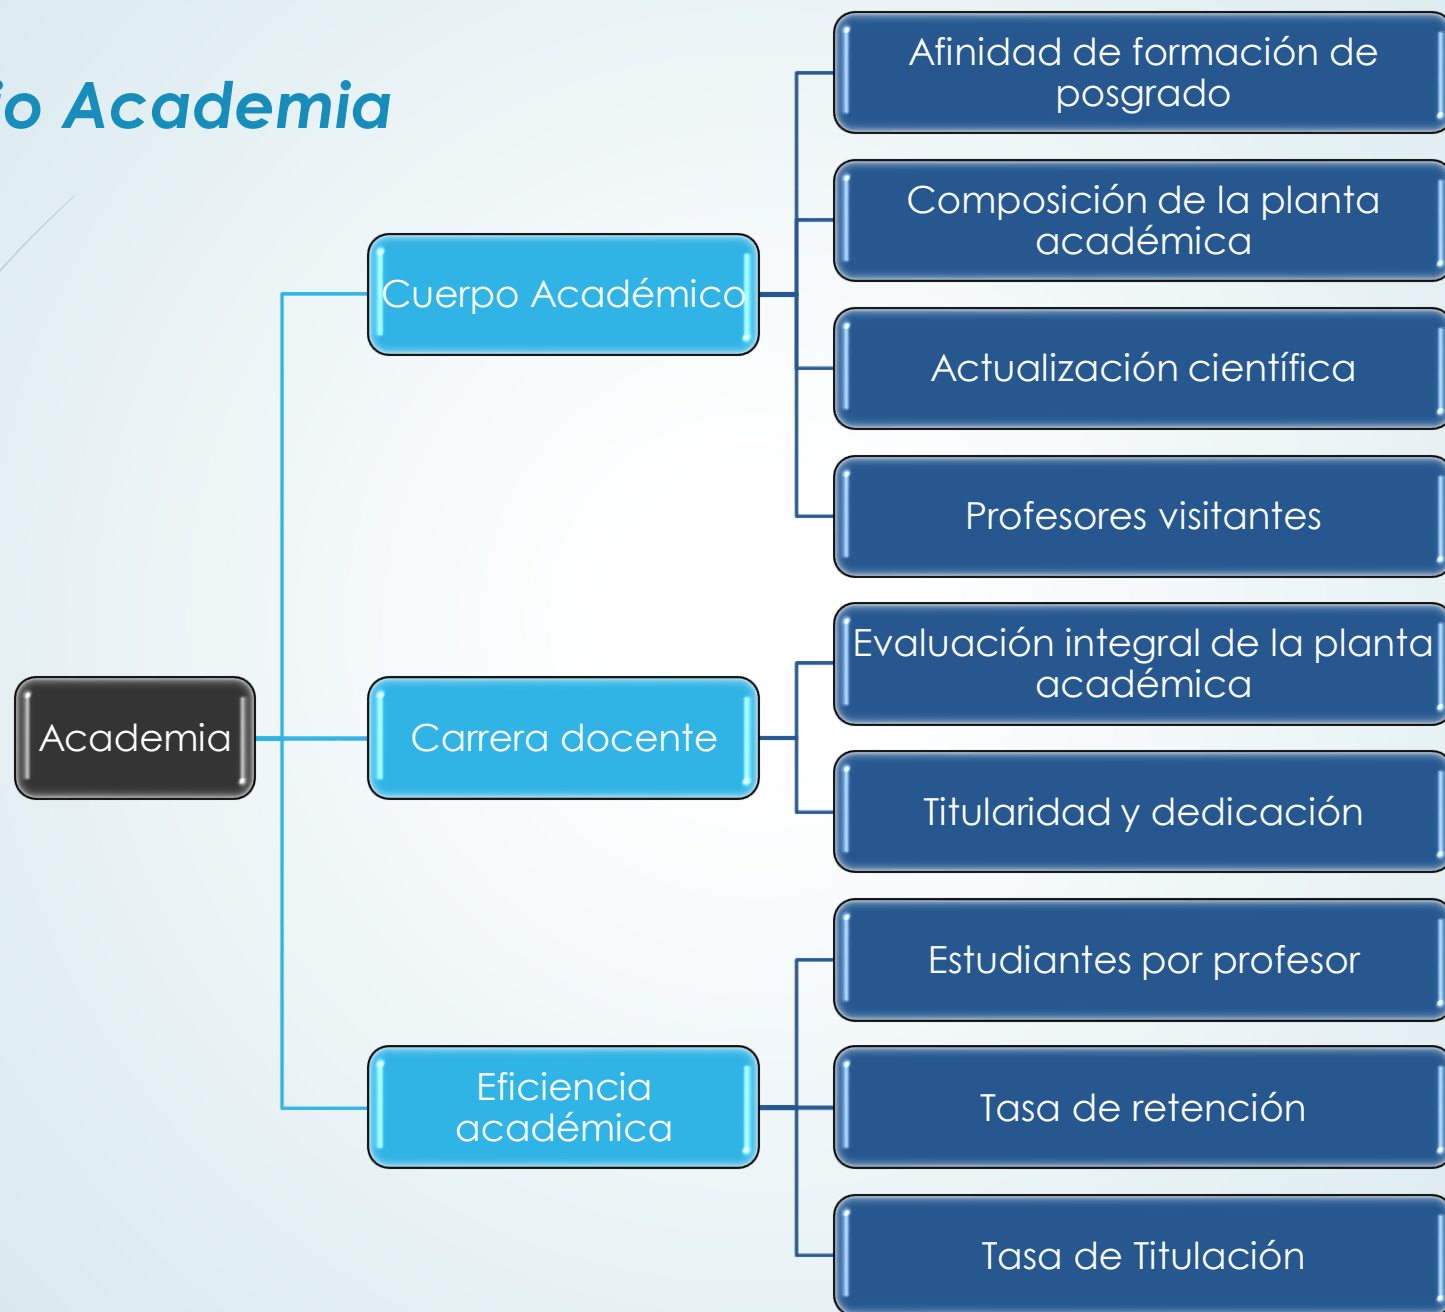 io Academia
Afinidad de formación de
posgrado
Composición de la planta
académica
Cuerpo Académico
Actualización científica
Profesores visitantes
Evaluación integral de la planta
académica
Academia
Carrera docente
Titularidad y dedicación
Estudiantes por profesor
Eficiencia
académica
Tasa de retención
Tasa de Titulación